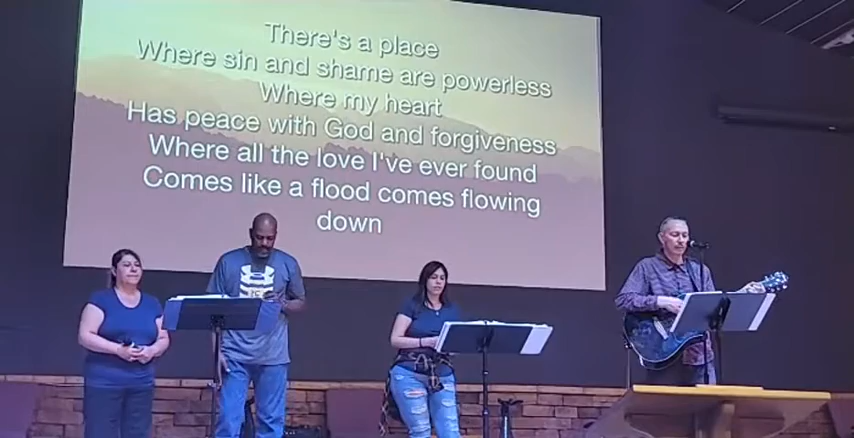 There's a place
Where sin and shame are powerless
Where my heart
Has peace with God and forgiveness
Where all the love I've ever found
Comes like a flood comes flowing
down